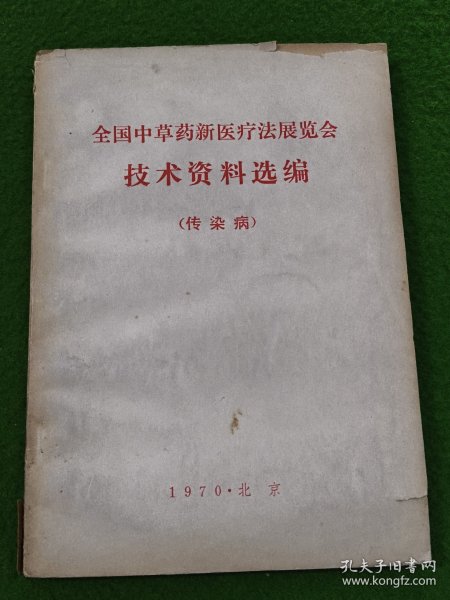 全国中草药新医疗法展览会
技术资料选编
(传染病)
1970·北京
孔夫子旧书网
www.kongfz.com